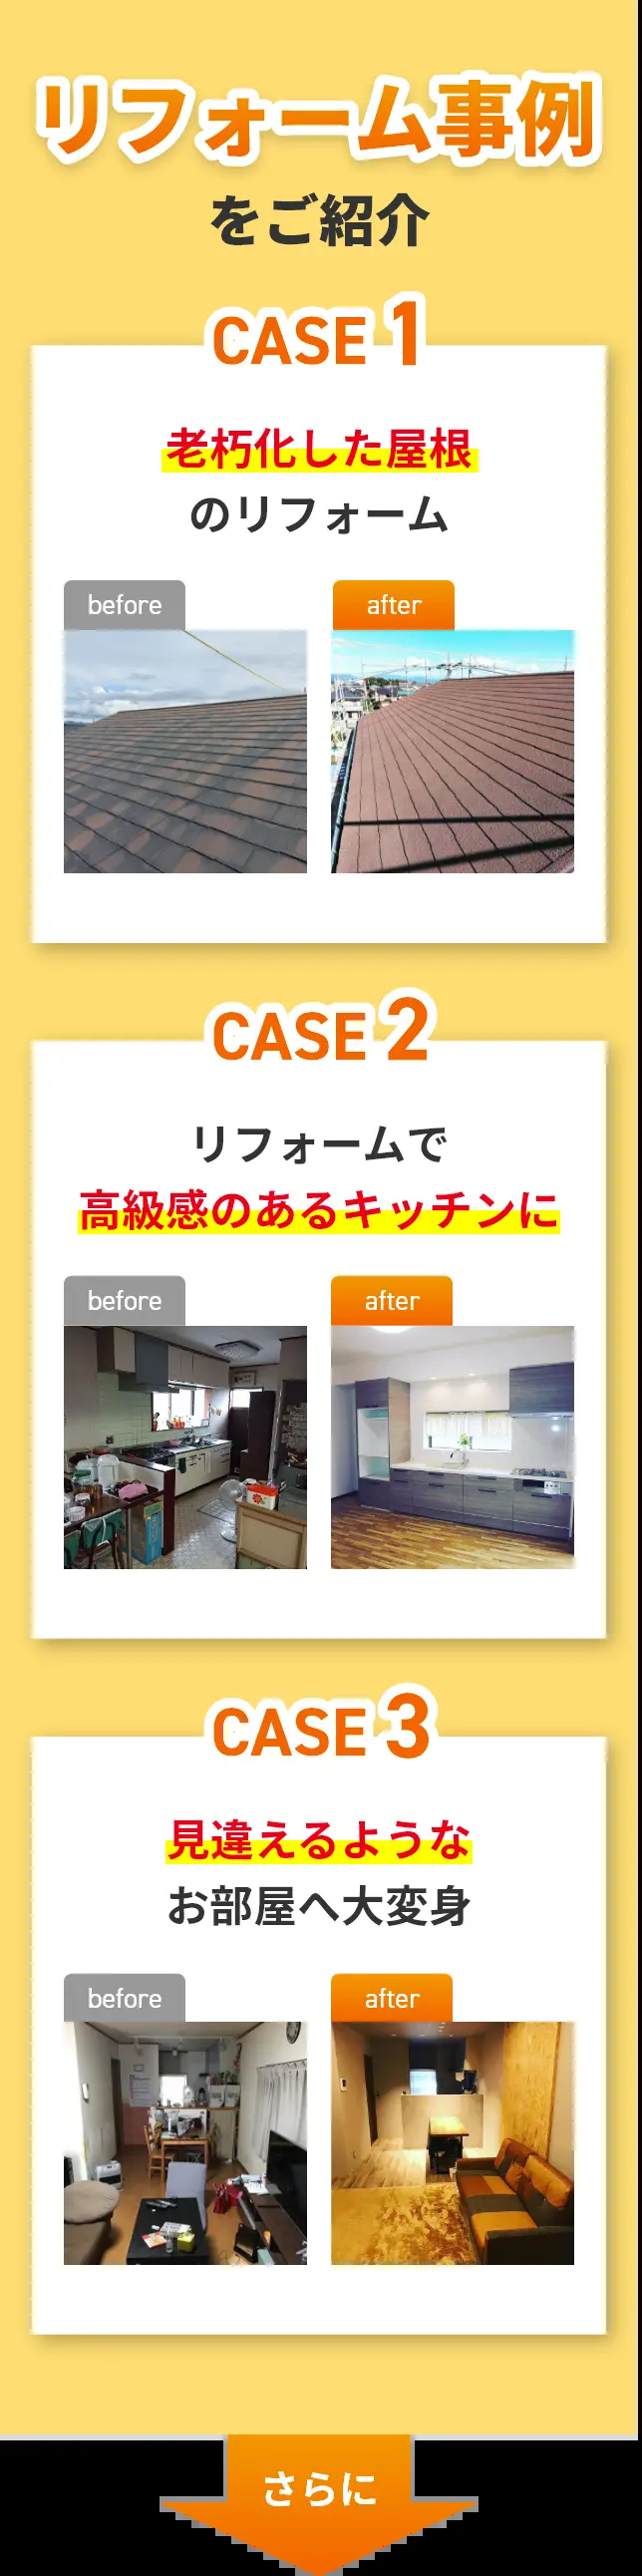 リフォーム事例
をご紹介
CASE 1
老朽化した屋根
のリフォーム
before
after
CASE 2
リフォームで
高級感のあるキッチンに
before
after
CASE 3
見違えるような
お部屋へ大変身
before
after
さらに